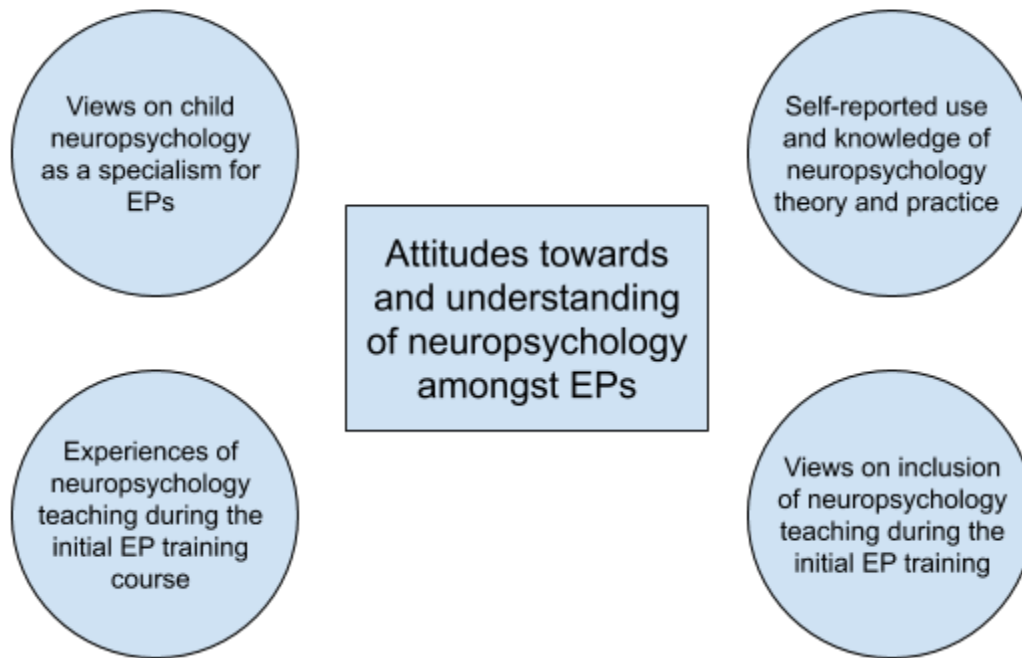 Views on child
neuropsychology
as a specialism for
EPs
Self-reported use
and knowledge of
neuropsychology
theory and practice
Attitudes towards
and understanding
of neuropsychology
amongst EPs
Experiences of
neuropsychology
teaching during the
initial EP training
course
Views on inclusion
of neuropsychology
teaching during the
initial EP training